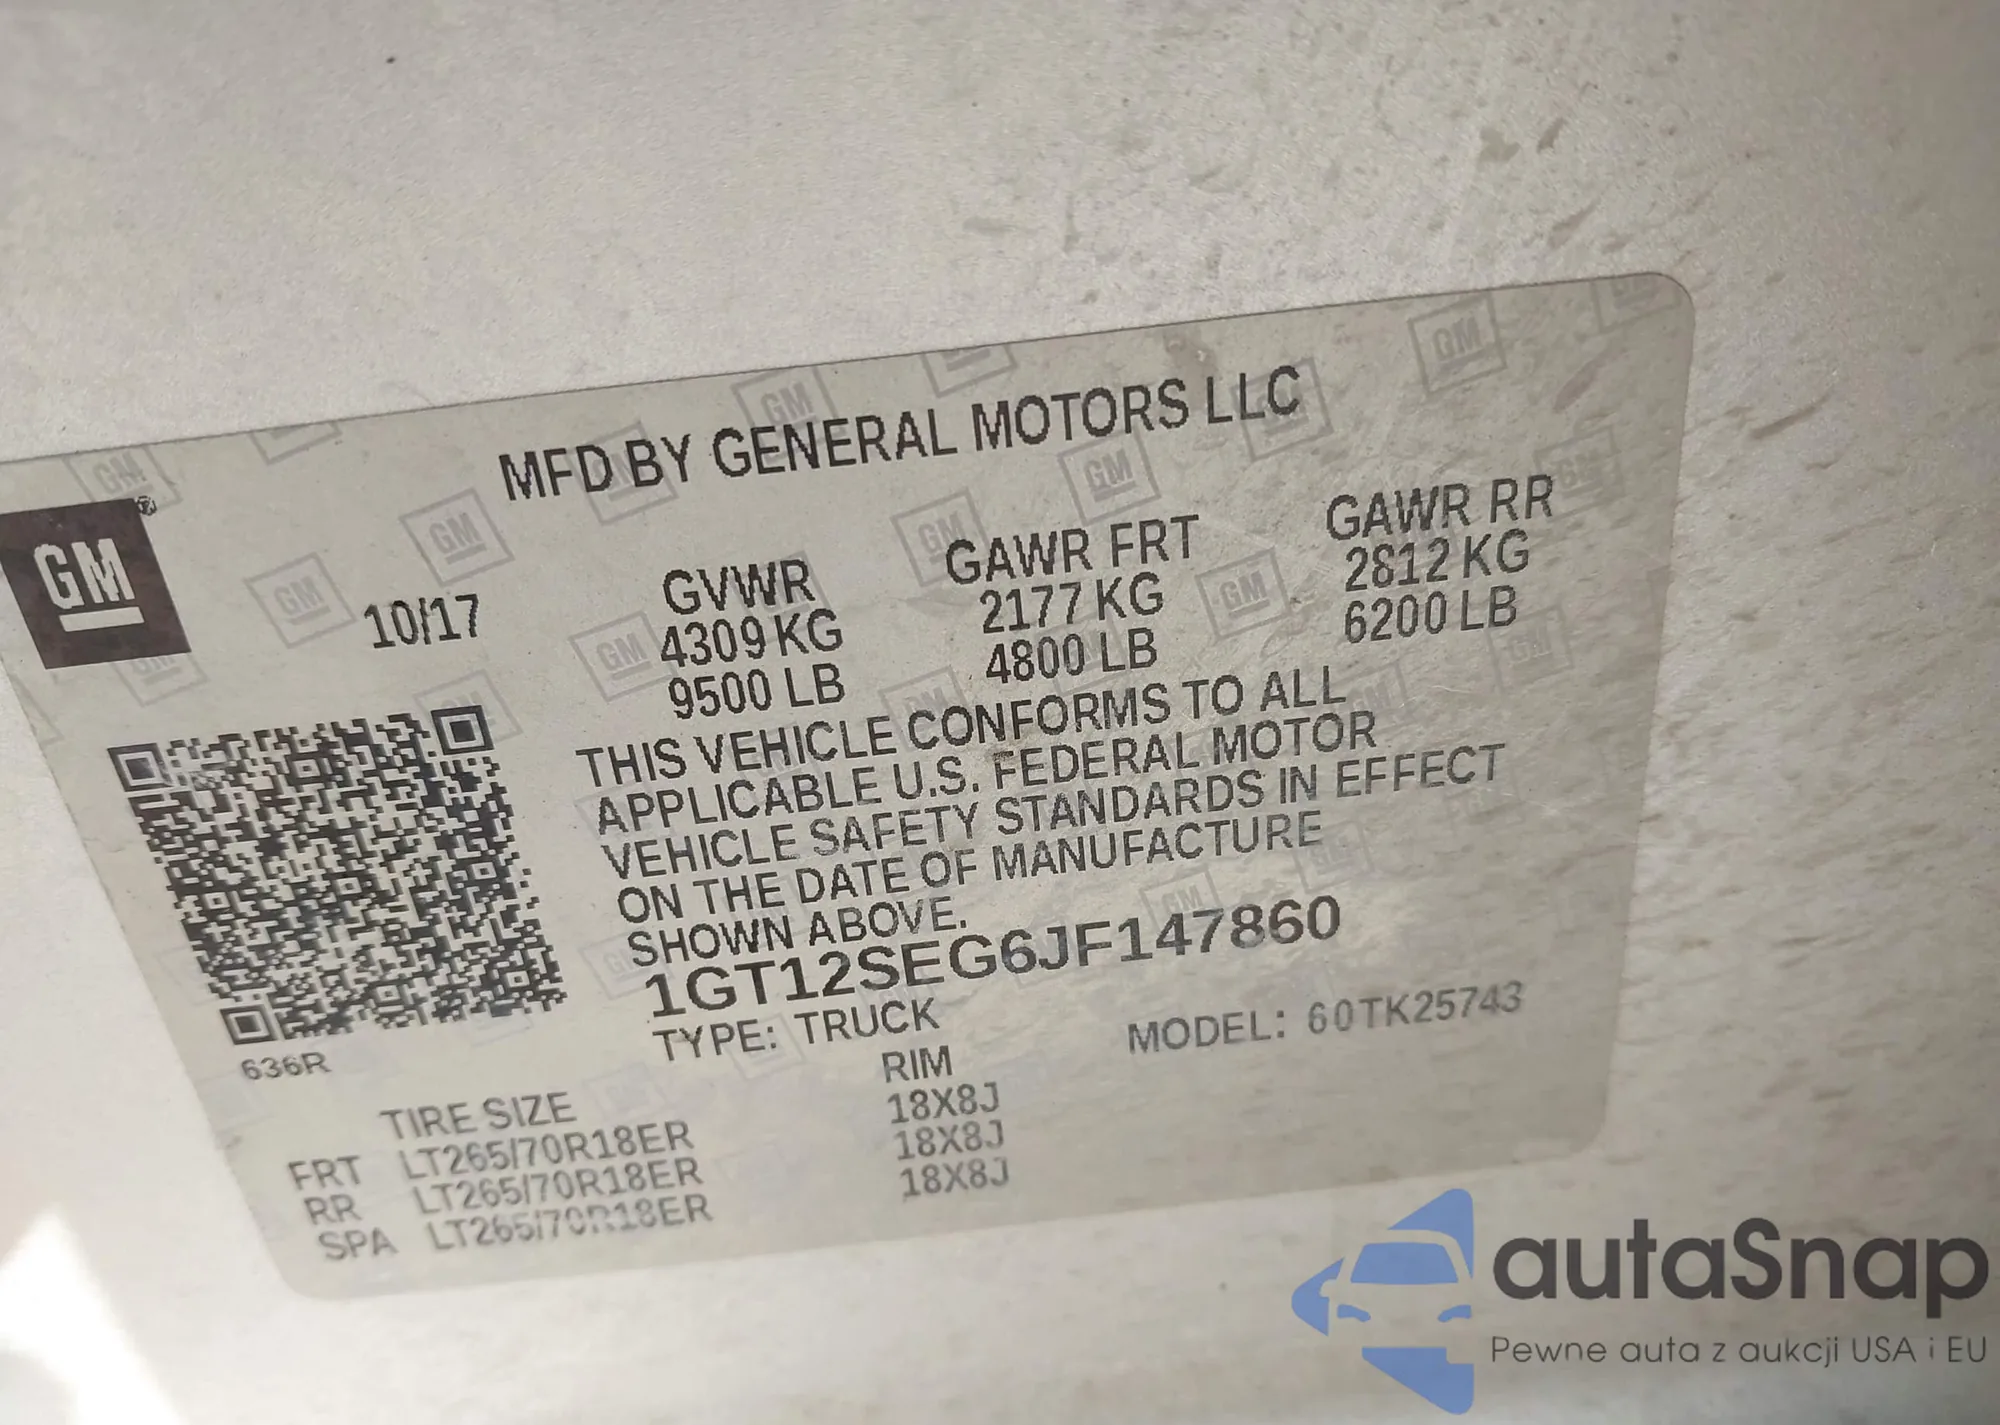 MFD BY GENERAL MOTORS LLC
GM®
10/17
GVWR GAWR FRT GAWR RR
4309 KG 2177 KG 2812 KG
9500 LB 4800 LB 6200 LB
THIS VEHICLE CONFORMS TO ALL
APPLICABLE U.S. FEDERAL MOTOR
VEHICLE SAFETY STANDARDS IN EFFECT
ON THE DATE OF MANUFACTURE
SHOWN ABOVE.
1GT12SEG6JF147860
TYPE: TRUCK MODEL: 60TK25743
636R
TIRE SIZE RIM
FRT LT265/70R18ER 18X8J
RR LT265/70R18ER 18X8J
SPA LT265/70R18ER 18X8J
autaSnap
Pewne auta z aukcji USA i EU